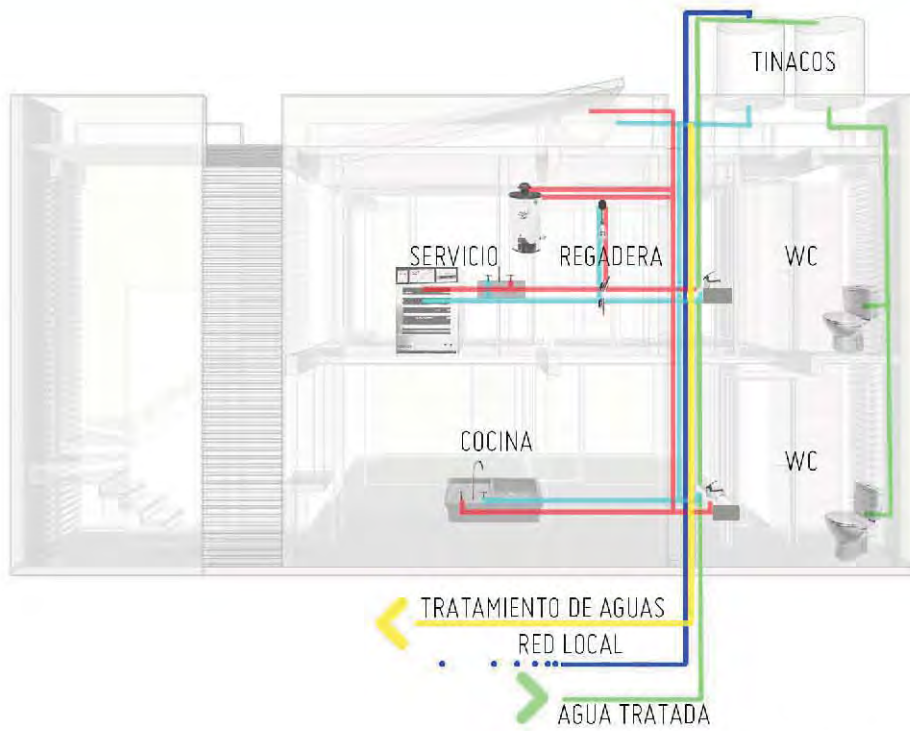 TINACOS
SERVICIO
REGADERA
WC
COCINA
WC
TRATAMIENTO DE AGUAS
RED LOCAL
AGUA TRATADA